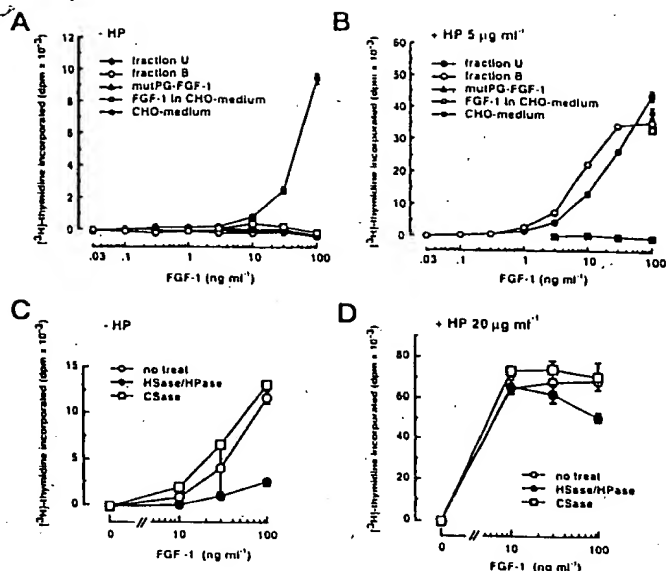 A
- HP
fraction U
fraction B
mutPG-FGF-1
FGF-1 in CHO-medium
CHO-medium
[³H]-thymidine incorporated (dpm x 10⁻³)
12
10
8
6
4
2
0
.03 .1 1 10 100
FGF-1 (ng ml⁻¹)
B
+ HP 5 µg ml⁻¹
fraction U
fraction B
mutPG-FGF-1
FGF-1 in CHO-medium
CHO-medium
[³H]-thymidine incorporated (dpm x 10⁻³)
60
50
40
30
20
10
0
.03 .1 1 10 100
FGF-1 (ng ml⁻¹)
C
- HP
no treat
HSase/HPase
CSase
[³H]-thymidine incorporated (dpm x 10⁻³)
15
10
5
0
0 10 100
FGF-1 (ng ml⁻¹)
D
+ HP 20 µg ml⁻¹
no treat
HSase/HPase
CSase
[³H]-thymidine incorporated (dpm x 10⁻³)
80
60
40
20
0
0 10 100
FGF-1 (ng ml⁻¹)